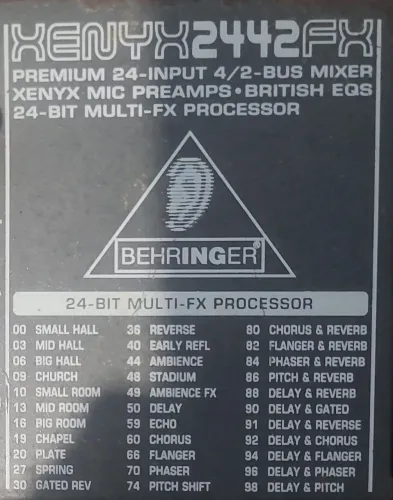 XENYX2442FX
PREMIUM 24-INPUT 4/2-BUS MIXER
XENYX MIC PREAMPS • BRITISH EQS
24-BIT MULTI-FX PROCESSOR
BEHRINGER®
24-BIT MULTI-FX PROCESSOR
00 SMALL HALL 36 REVERSE 80 CHORUS & REVERB
03 MID HALL 40 EARLY REFL 82 FLANGER & REVERB
06 BIG HALL 44 AMBIENCE 84 PHASER & REVERB
09 CHURCH 48 STADIUM 86 PITCH & REVERB
10 SMALL ROOM 49 AMBIENCE FX 88 DELAY & REVERB
13 MID ROOM 50 DELAY 90 DELAY & GATED
16 BIG ROOM 59 ECHO 91 DELAY & REVERSE
19 CHAPEL 60 CHORUS 92 DELAY & CHORUS
20 PLATE 66 FLANGER 94 DELAY & FLANGER
27 SPRING 70 PHASER 96 DELAY & PHASER
30 GATED REV 74 PITCH SHIFT 98 DELAY & PITCH